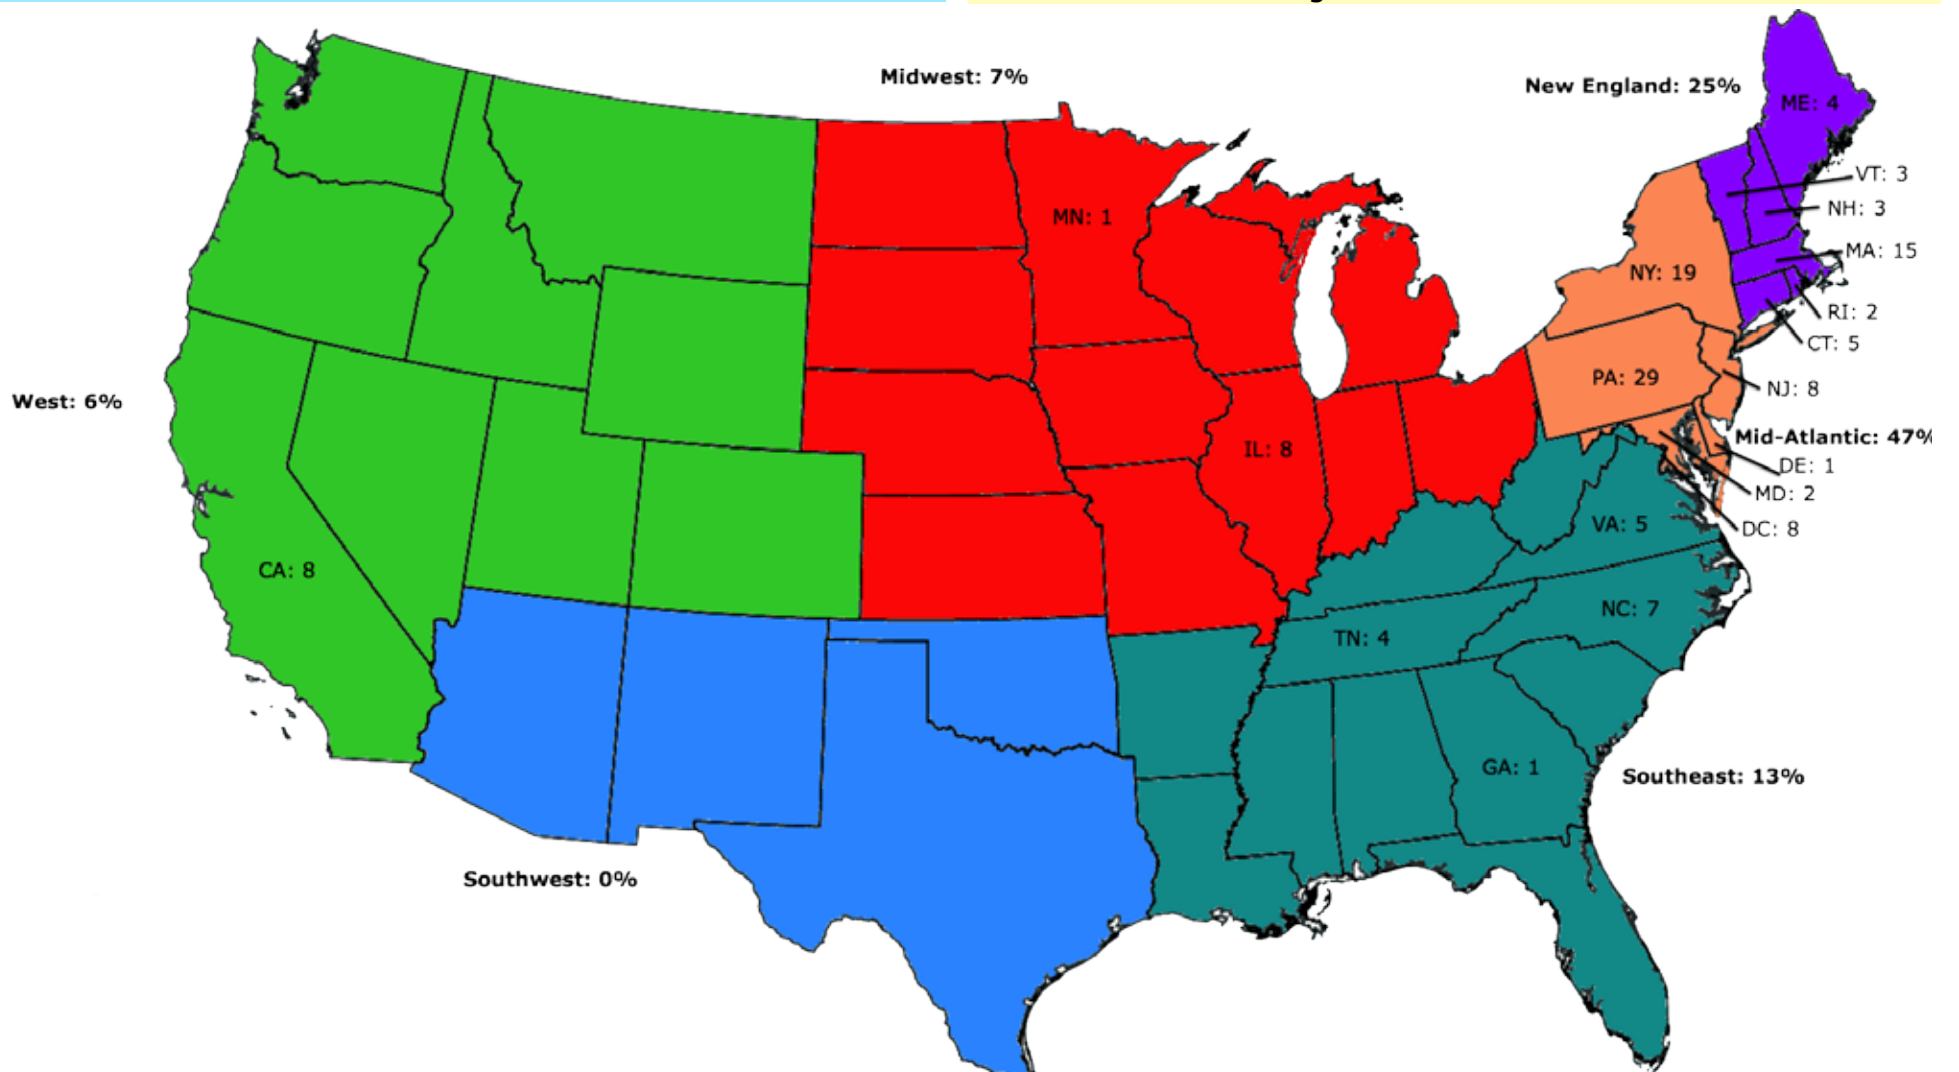 Midwest: 7%
New England: 25%
ME: 4
VT: 3
NH: 3
MN: 1
MA: 15
NY: 19
RI: 2
CT: 5
PA: 29
NJ: 8
West: 6%
Mid-Atlantic: 47%
IL: 8
DE: 1
MD: 2
VA: 5
DC: 8
CA: 8
NC: 7
TN: 4
GA: 1
Southeast: 13%
Southwest: 0%